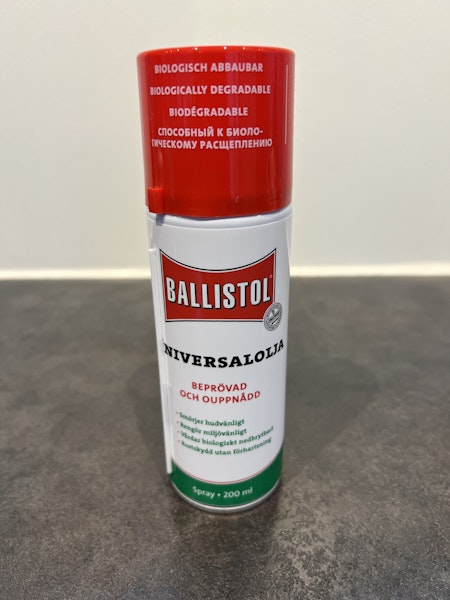 BIOLOGISCH ABBAUBAR
BIOLOGICALLY DEGRADABLE
BIODÉGRADABLE
СПОСОБНЫЙ К БИОЛО-
ГИЧЕСКОМУ РАСЩЕПЛЕНИЮ
BALLISTOL®
NIVERSALOLJA
BEPRÖVAD
OCH OUPPNÅDD
• Smörjer hudvänligt
• Rengör miljövänligt
• Vårdar biologiskt nedbrytbart
• Rostskydd utan förhartsning
Spray • 200 ml